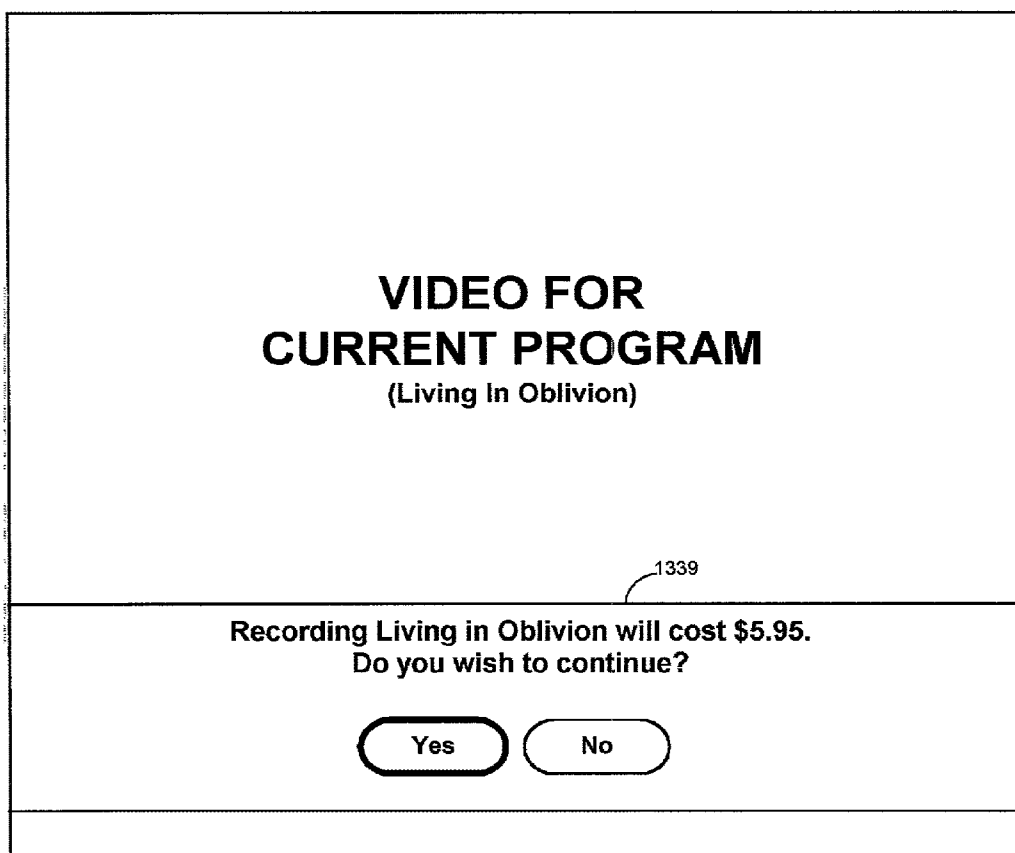 VIDEO FOR
CURRENT PROGRAM
(Living In Oblivion)
1339
Recording Living in Oblivion will cost $5.95.
Do you wish to continue?
Yes No